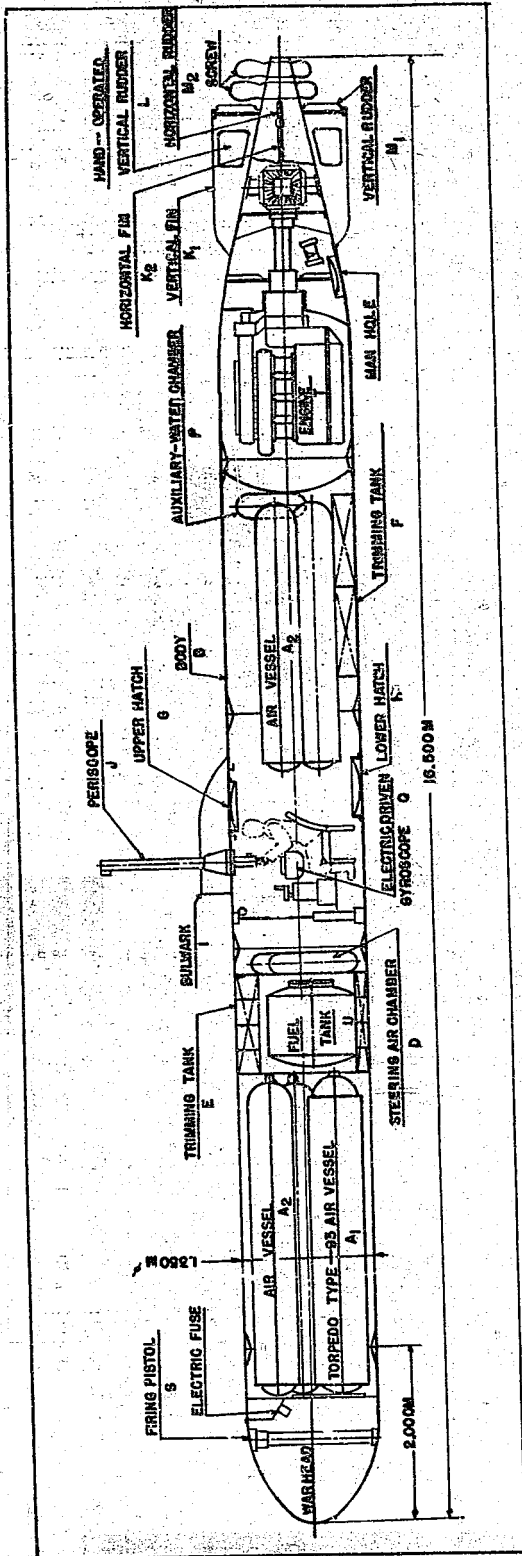 FIRING PISTOL
S
ELECTRIC FUSE
1.350 M
TRIMMING TANK
E
BULWARK
I
PERISCOPE
J
UPPER HATCH
G
BODY
B
AUXILIARY-WATER CHAMBER
P
HORIZONTAL FIN
K2
VERTICAL FIN
K1
HAND-OPERATED
VERTICAL RUDDER
L
HORIZONTAL RUDDER
M2
SCREW
WARHEAD
AIR VESSEL
A2
TORPEDO TYPE-93 AIR VESSEL
A1
FUEL
TANK
U
AIR VESSEL
A2
ENGINE
T
STEERING AIR CHAMBER
D
ELECTRIC DRIVEN
GYROSCOPE Q
LOWER HATCH
TRIMMING TANK
F
MAN HOLE
VERTICAL RUDDER
M1
2.000M
16.500M